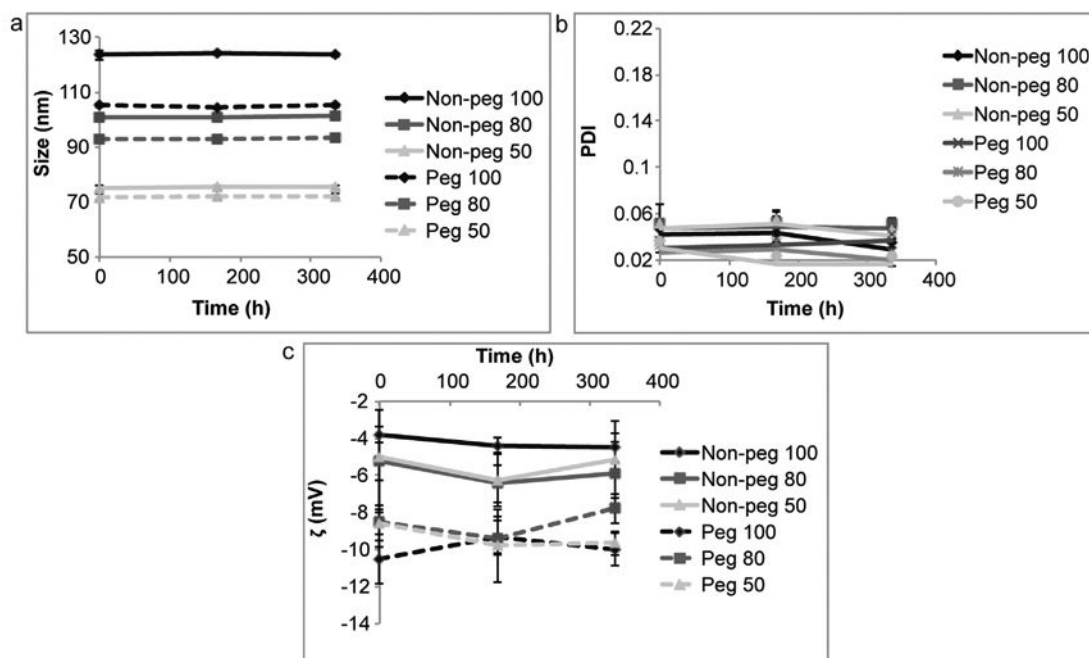 a
130
110
90
70
50
Size (nm)
0 100 200 300 400
Time (h)
Non-peg 100
Non-peg 80
Non-peg 50
Peg 100
Peg 80
Peg 50
b
0.22
0.18
0.14
0.1
0.06
0.02
PDI
0 100 200 300 400
Time (h)
Non-peg 100
Non-peg 80
Non-peg 50
Peg 100
Peg 80
Peg 50
c
Time (h)
0 100 200 300 400
-2
-4
-6
-8
-10
-12
-14
ζ (mV)
Non-peg 100
Non-peg 80
Non-peg 50
Peg 100
Peg 80
Peg 50